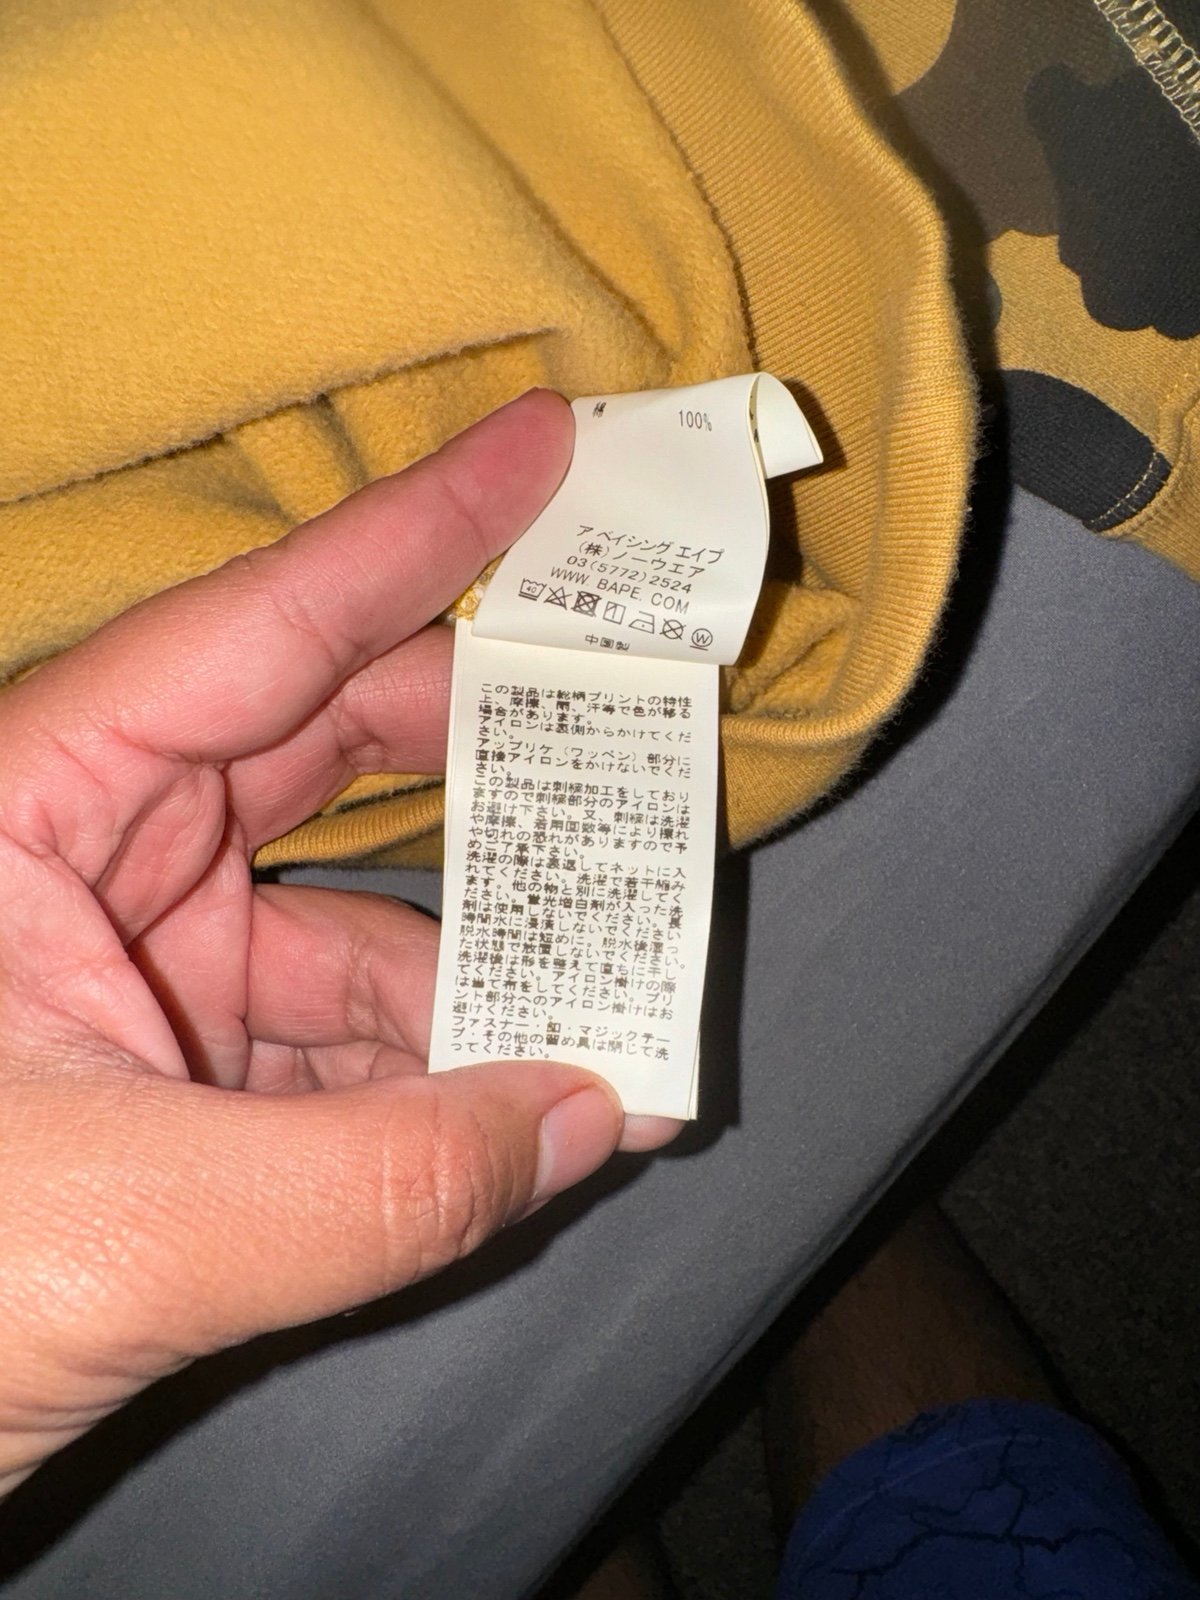 綿 100%
ア ベイシング エイプ
(株)ノーウエア
03(5772)2524
WWW. BAPE. COM
40
W
中国製
この製品は総柄プリントの特性
上、摩擦、雨、汗等で色が移る
場合があります。
アイロンは裏側からかけてくだ
さい。
アップリケ(ワッペン)部分に
直接アイロンをかけないでくだ
さい。
この製品は刺繍加工をしており
ますので刺繍部分のアイロンは
お避け下さい。又、刺繍は洗濯
や摩擦、着用回数等により擦れ
や切れの恐れがありますので予
めご了承下さい。
洗濯の際は裏返してネットに入
れてください。洗濯で若干縮み
ます。他の物と別に洗濯してく
ださい。蛍光増白剤が入った洗
剤は使用しないでください。長
時間水に浸漬しないでください
脱水時間は短めに。脱水後湿っ
た状態で放置しないでください。
洗濯後は形を整えて直ちに干し
てください。アイロン掛けの際
は当て布をしてください。プリ
ント部分へのアイロン掛けはお
避けください。
ファスナー・釦・マジックテー
プ・その他の留め具は閉じて洗
ってください。